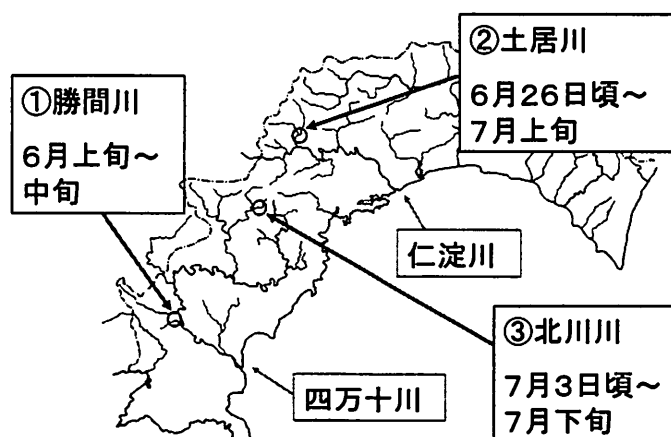 ①勝間川
6月上旬～
中旬
②土居川
6月26日頃～
7月上旬
仁淀川
③北川川
7月3日頃～
7月下旬
四万十川